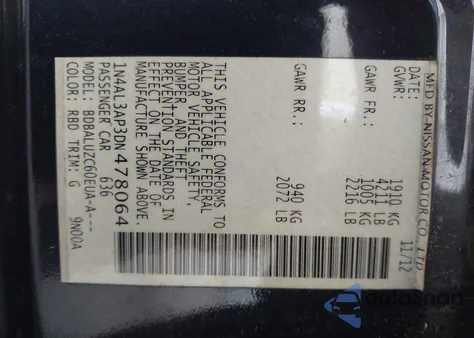 MFD BY NISSAN MOTOR CO., LTD.
DATE: 11/12
GVWR: 1910 KG
4211 LB
GAWR FR.: 1005 KG
2216 LB
GAWR RR.: 940 KG
2072 LB
THIS VEHICLE CONFORMS TO
ALL APPLICABLE FEDERAL
MOTOR VEHICLE SAFETY,
BUMPER, AND THEFT
PREVENTION STANDARDS IN
EFFECT ON THE DATE OF
MANUFACTURE SHOWN ABOVE.
1N4AL3AP3DN478064
PASSENGER CAR 636
MODEL: BDBALUZC60EUA-A---
COLOR: RBD TRIM: G 9N00A
autosnap